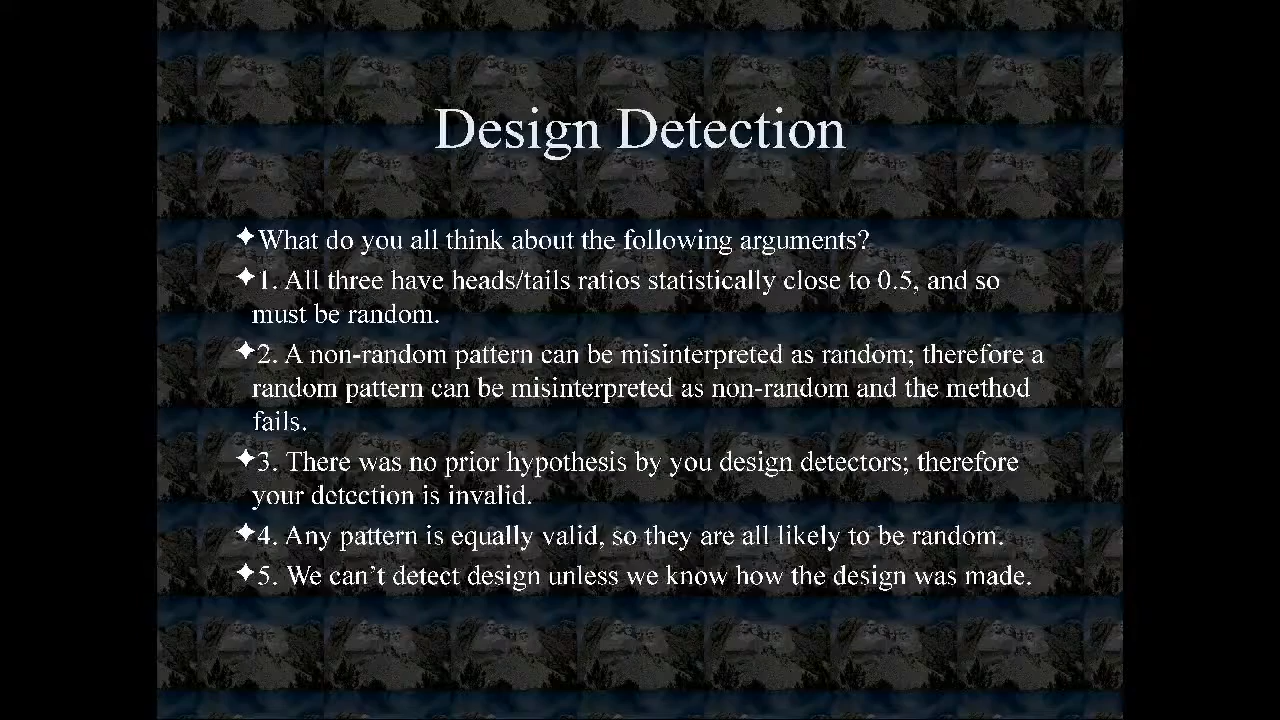 Design Detection
✦What do you all think about the following arguments?
✦1. All three have heads/tails ratios statistically close to 0.5, and so
must be random.
✦2. A non-random pattern can be misinterpreted as random; therefore a
random pattern can be misinterpreted as non-random and the method
fails.
✦3. There was no prior hypothesis by you design detectors; therefore
your detection is invalid.
✦4. Any pattern is equally valid, so they are all likely to be random.
✦5. We can’t detect design unless we know how the design was made.